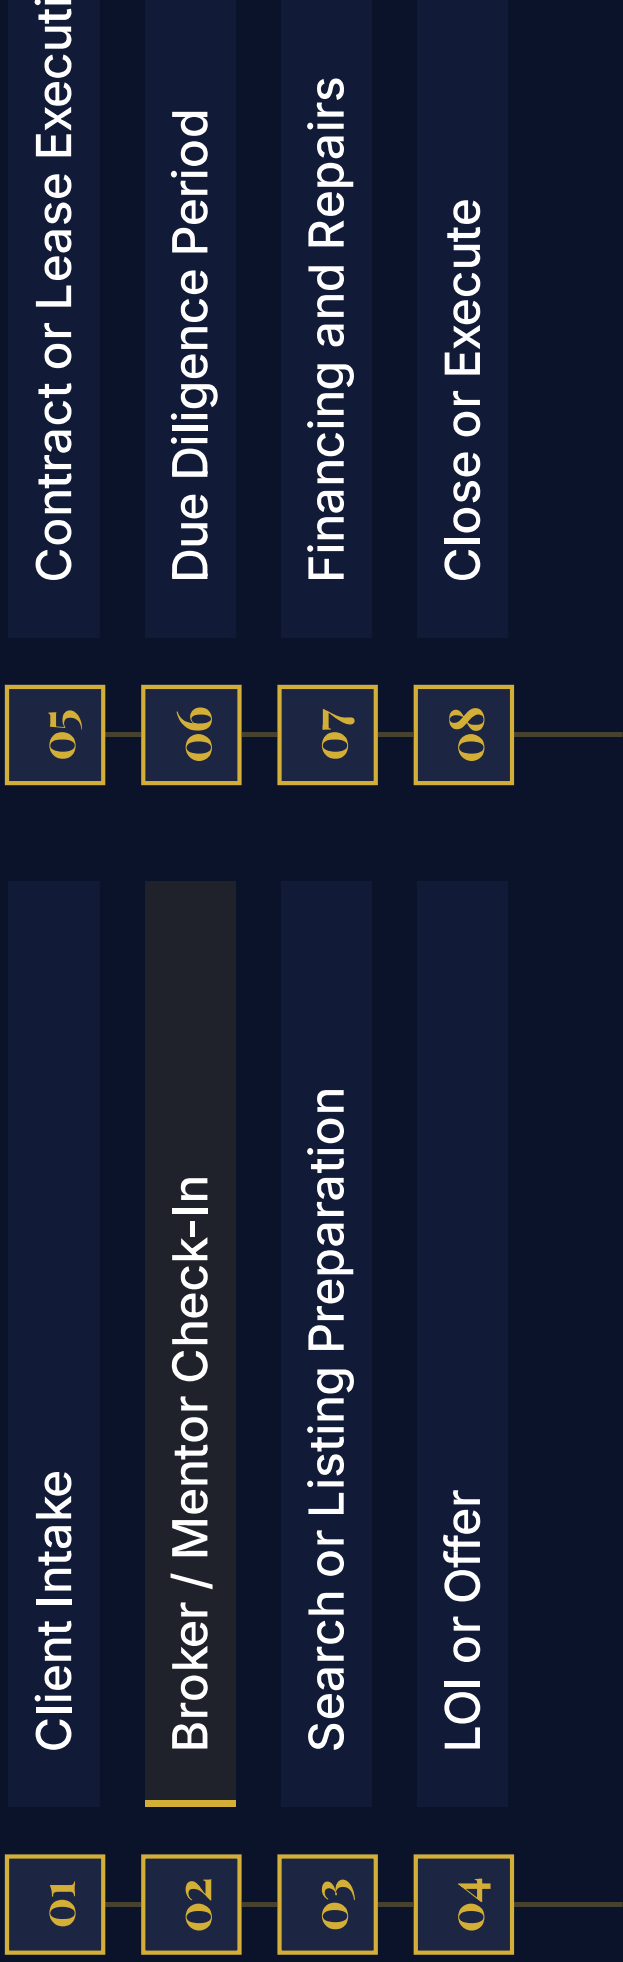 01
Client Intake
02
Broker / Mentor Check-In
03
Search or Listing Preparation
04
LOI or Offer
05
Contract or Lease Executi
06
Due Diligence Period
07
Financing and Repairs
08
Close or Execute